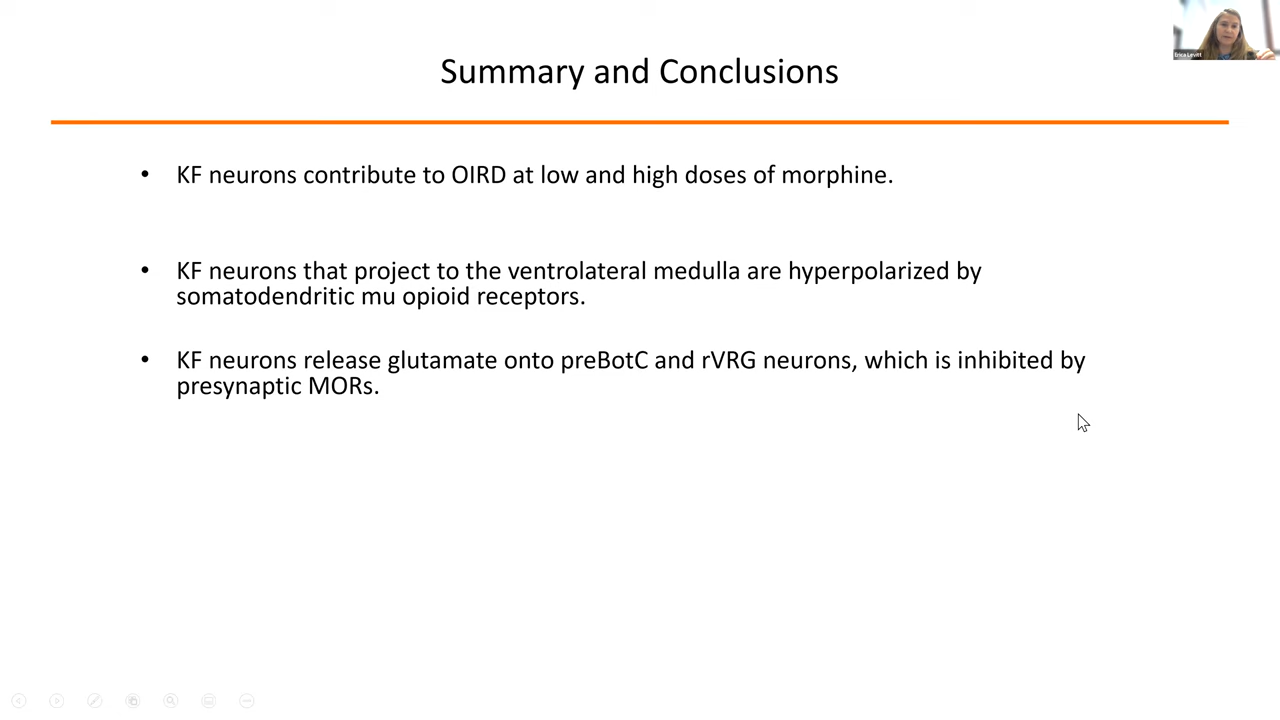 Erica Levitt
Summary and Conclusions
• KF neurons contribute to OIRD at low and high doses of morphine.
• KF neurons that project to the ventrolateral medulla are hyperpolarized by
somatodendritic mu opioid receptors.
• KF neurons release glutamate onto preBotC and rVRG neurons, which is inhibited by
presynaptic MORs.